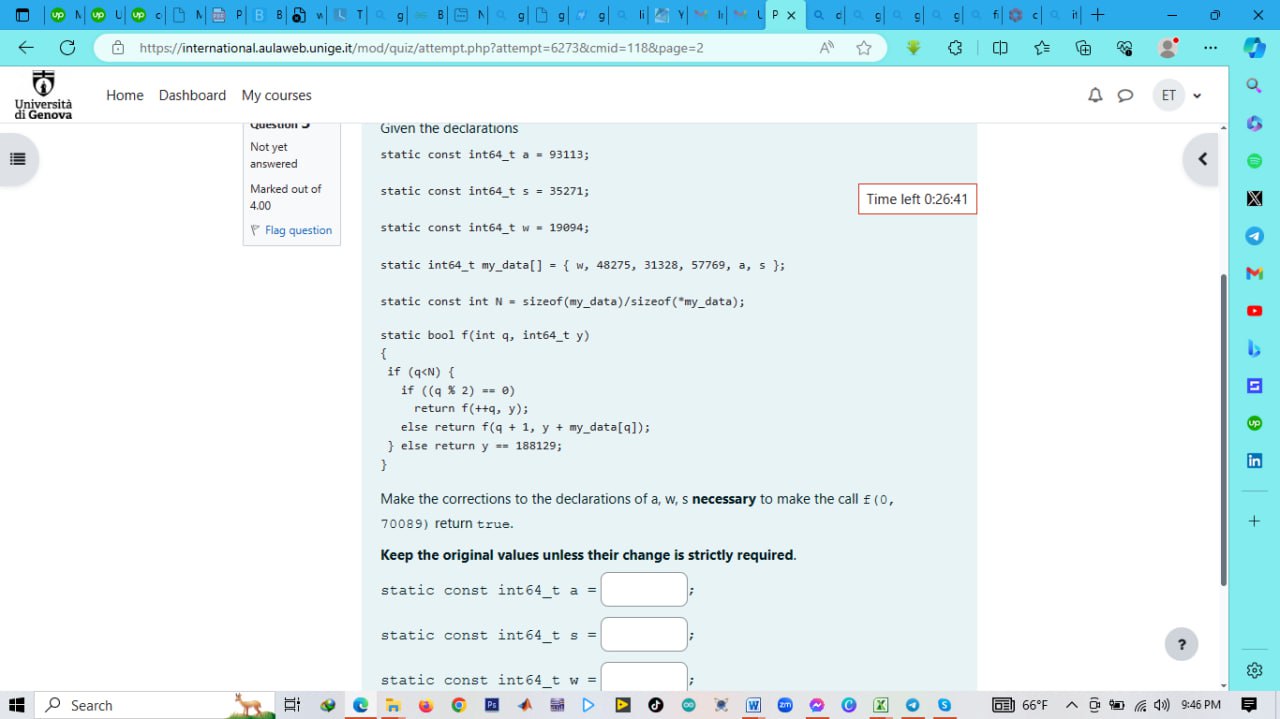 https://international.aulaweb.unige.it/mod/quiz/attempt.php?attempt=6273&cmid=118&page=2
Università
di Genova
Home Dashboard My courses
ET
Question 5
Not yet
answered
Marked out of
4.00
Flag question
Given the declarations
static const int64_t a = 93113;
static const int64_t s = 35271;
Time left 0:26:41
static const int64_t w = 19094;
static int64_t my_data[] = { w, 48275, 31328, 57769, a, s };
static const int N = sizeof(my_data)/sizeof(*my_data);
static bool f(int q, int64_t y)
{
if (q<N) {
if ((q % 2) == 0)
return f(++q, y);
else return f(q + 1, y + my_data[q]);
} else return y == 188129;
}
Make the corrections to the declarations of a, w, s necessary to make the call f(0,
70089) return true.
Keep the original values unless their change is strictly required.
static const int64_t a = ;
static const int64_t s = ;
?
static const int64_t w = ;
Search
66°F
9:46 PM